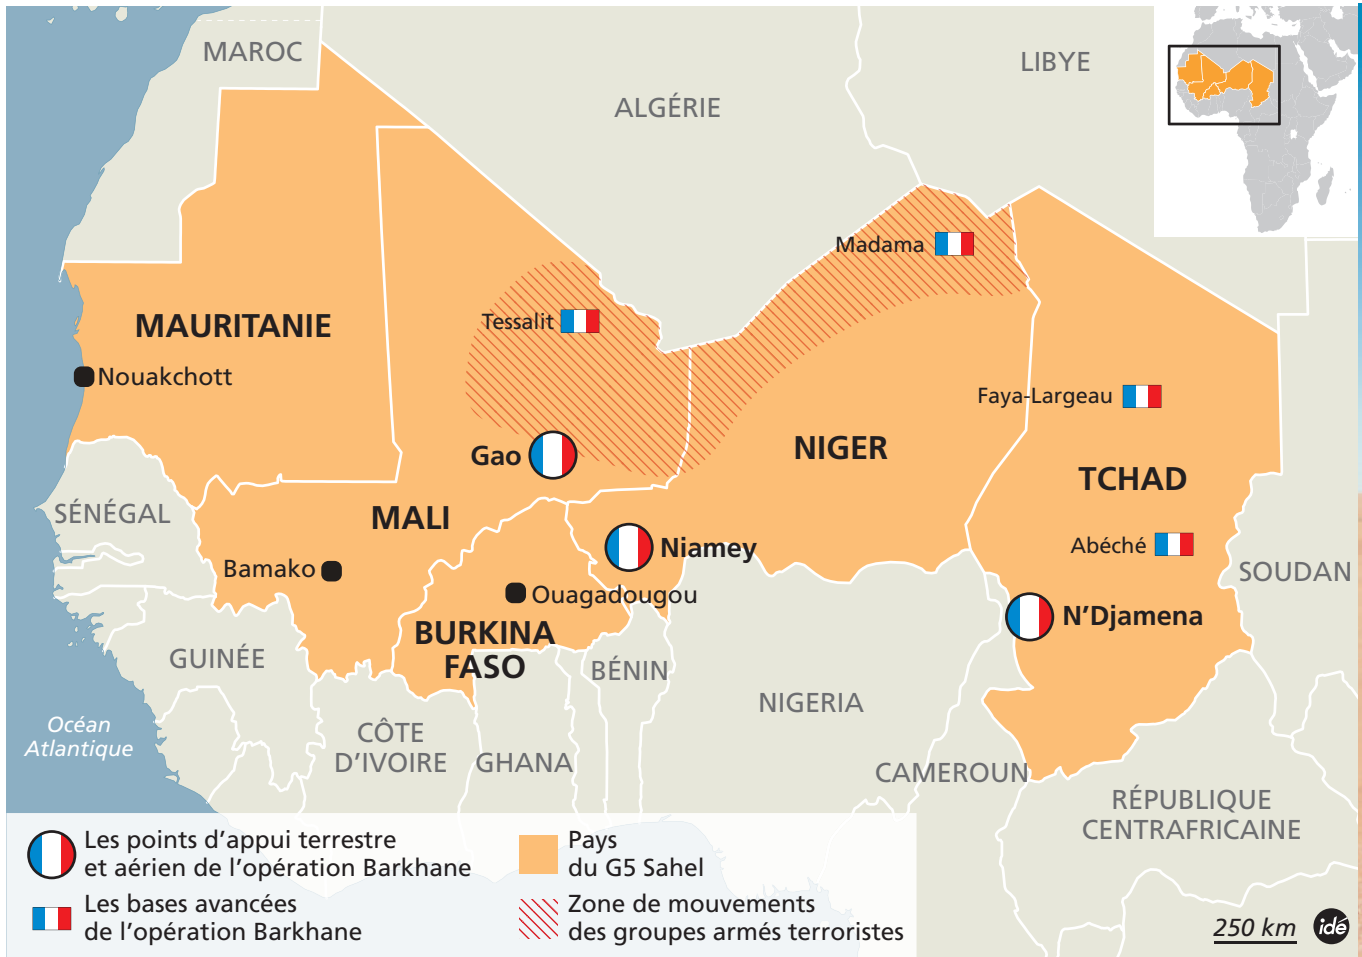 MAROC
LIBYE
ALGÉRIE
Madama
Tessalit
MAURITANIE
Nouakchott
Faya-Largeau
NIGER
Gao
TCHAD
SÉNÉGAL
MALI
Niamey
Abéché
Bamako
SOUDAN
Ouagadougou
N’Djamena
BURKINA
FASO
GUINÉE
BÉNIN
NIGERIA
Océan
Atlantique
CÔTE
D’IVOIRE
GHANA
CAMEROUN
RÉPUBLIQUE
CENTRAFRICAINE
Les points d’appui terrestre
et aérien de l’opération Barkhane
Les bases avancées
de l’opération Barkhane
Pays
du G5 Sahel
Zone de mouvements
des groupes armés terroristes
250 km
idé